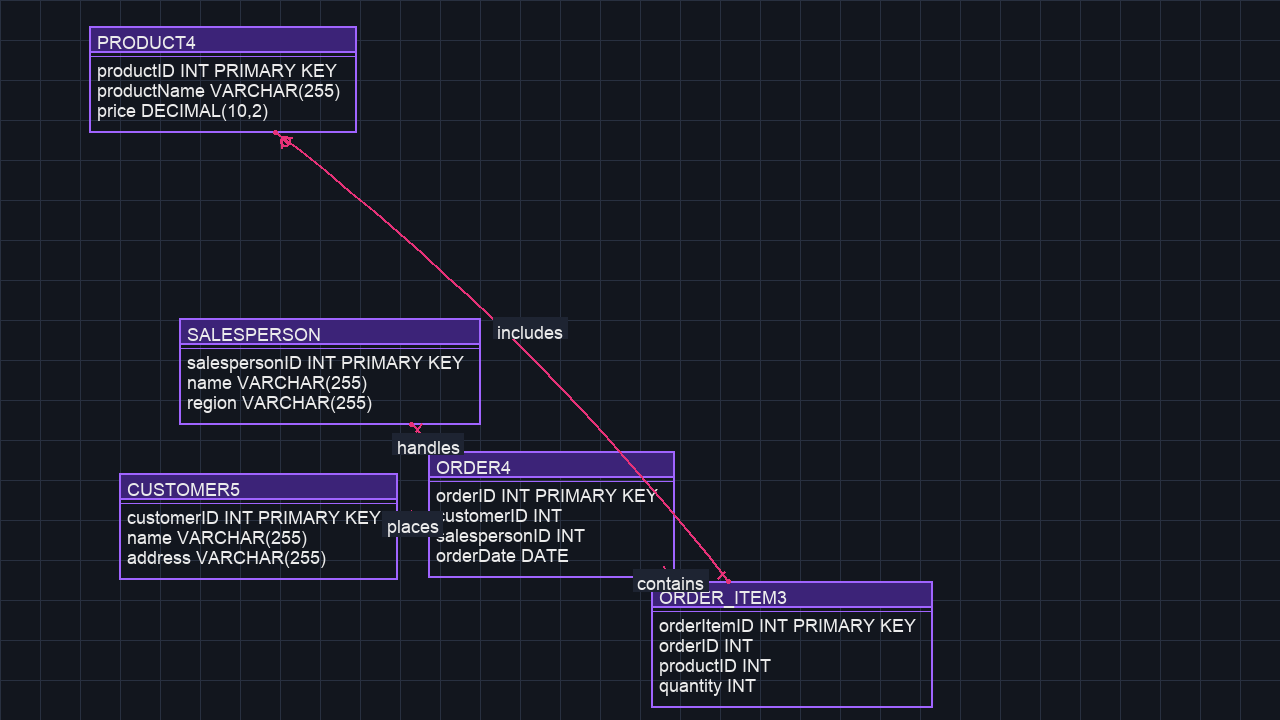 PRODUCT4
productID INT PRIMARY KEY
productName VARCHAR(255)
price DECIMAL(10,2)
includes
SALESPERSON
salespersonID INT PRIMARY KEY
name VARCHAR(255)
region VARCHAR(255)
handles
CUSTOMER5
customerID INT PRIMARY KEY
name VARCHAR(255)
address VARCHAR(255)
places
ORDER4
orderID INT PRIMARY KEY
customerID INT
salespersonID INT
orderDate DATE
contains
ORDER_ITEM3
orderItemID INT PRIMARY KEY
orderID INT
productID INT
quantity INT